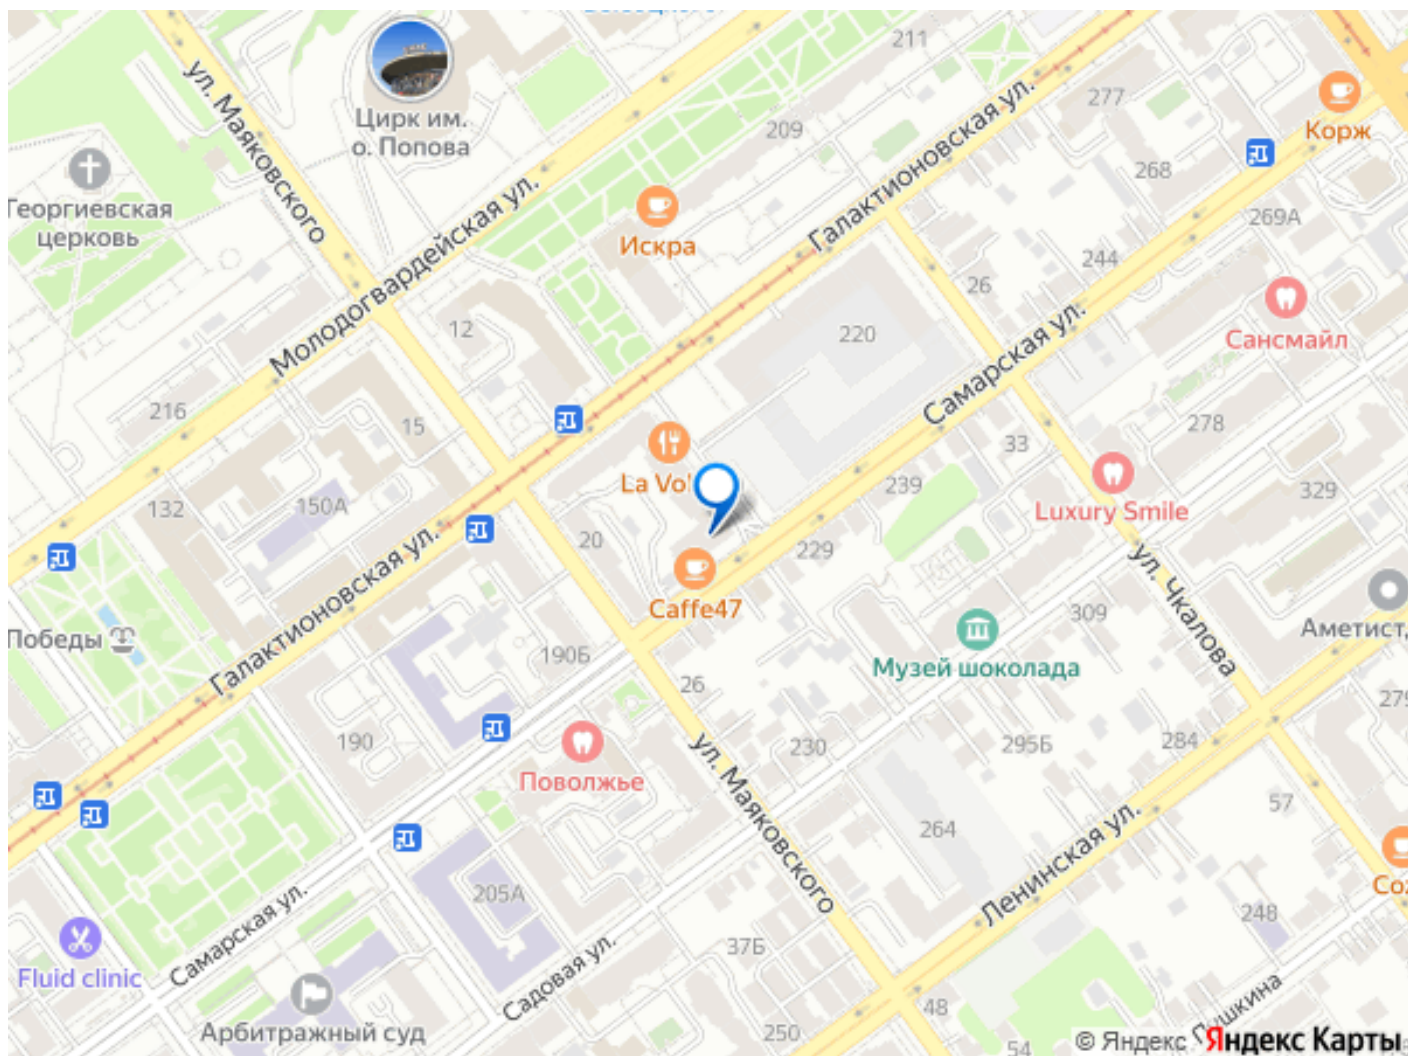 211
277
Корж
ул. Маяковского
Цирк им.
о. Попова
209
Галактионовская ул.
268
Георгиевская
церковь
Молодогвардейская ул.
Искра
269А
244
26
12
220
Сансмайл
Самарская ул.
216
15
278
33
La Vo
132
150А
239
329
Luxury Smile
20
229
Галактионовская ул.
ул. Чкалова
Caffe47
309
Победы
Аметист,
190Б
Музей шоколада
26
190
230
295Б
284
279
Поволжье
ул. Маяковского
57
264
Ленинская ул.
205А
Самарская ул.
248
37Б
Fluid clinic
Садовая ул.
Пушкина
48
Арбитражный суд
250
54
© Яндекс Яндекс Карты